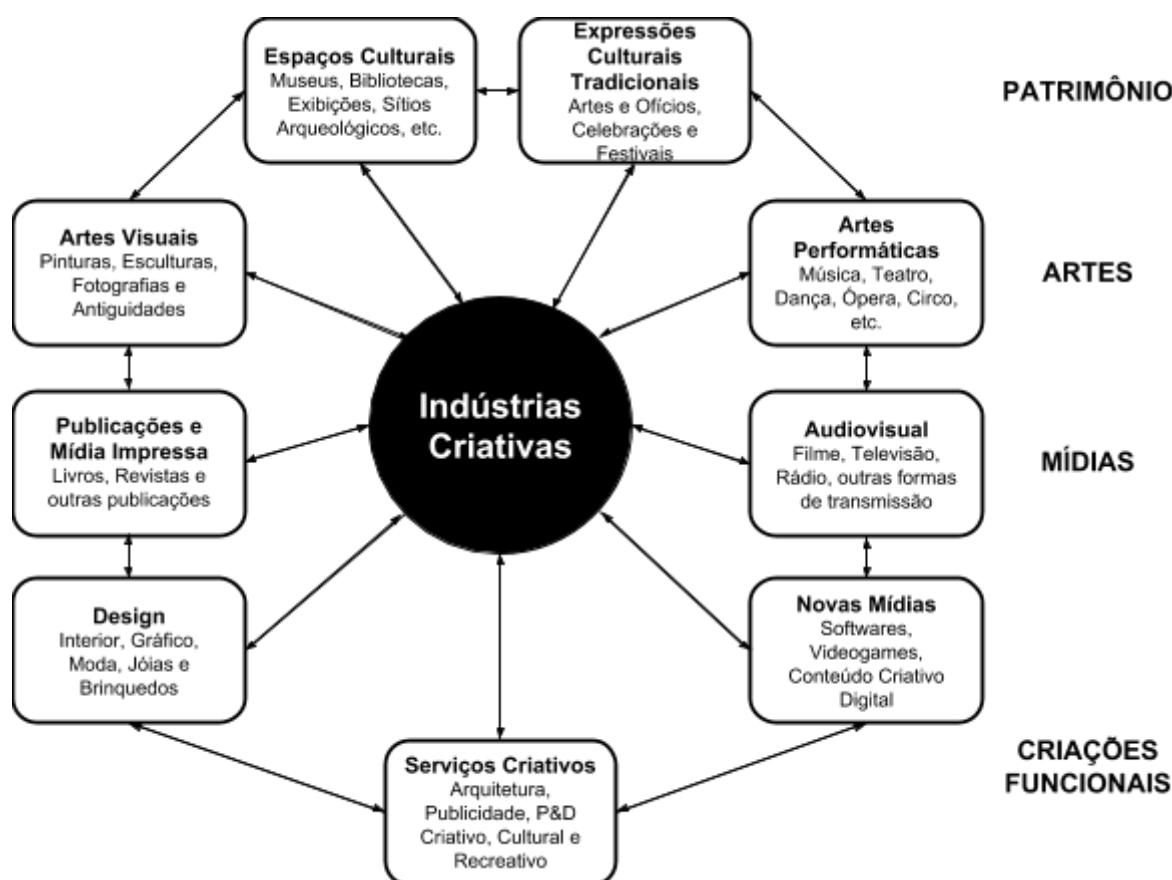 Espaços Culturais
Museus, Bibliotecas,
Exibições, Sítios
Arqueológicos, etc.
Expressões
Culturais
Tradicionais
Artes e Ofícios,
Celebrações e
Festivais
PATRIMÔNIO
Artes Visuais
Pinturas, Esculturas,
Fotografias e
Antiguidades
Artes
Performáticas
Música, Teatro,
Dança, Ópera, Circo,
etc.
ARTES
Indústrias
Criativas
Publicações e
Mídia Impressa
Livros, Revistas e
outras publicações
Audiovisual
Filme, Televisão,
Rádio, outras formas
de transmissão
MÍDIAS
Design
Interior, Gráfico,
Moda, Jóias e
Brinquedos
Novas Mídias
Softwares,
Videogames,
Conteúdo Criativo
Digital
Serviços Criativos
Arquitetura,
Publicidade, P&D
Criativo, Cultural e
Recreativo
CRIAÇÕES
FUNCIONAIS